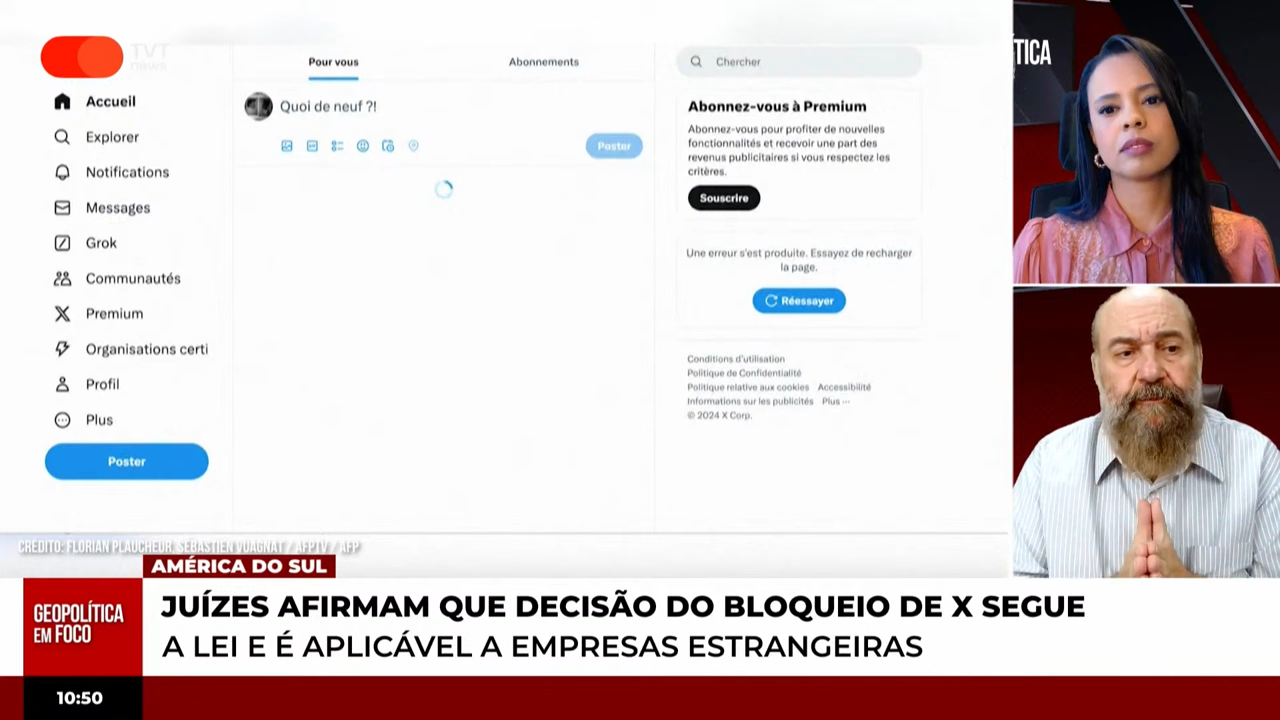 TVT
news
Accueil
Explorer
Notifications
Messages
Grok
Communautés
Premium
Organisations certi
Profil
Plus
Poster
Pour vous
Abonnements
Quoi de neuf ?!
Poster
Chercher
Abonnez-vous à Premium
Abonnez-vous pour profiter de nouvelles
fonctionnalités et recevoir une part des
revenus publicitaires si vous respectez les
critères.
Souscrire
Une erreur s'est produite. Essayez de recharger
la page.
Réessayer
Conditions d'utilisation
Politique de Confidentialité
Politique relative aux cookies Accessibilité
Informations sur les publicités Plus ···
© 2024 X Corp.
TICA
CRÉDITO: FLORIAN PLAUCHEUR, SÉBASTIEN VUAGNAT / AFPTV / AFP
AMÉRICA DO SUL
GEOPOLÍTICA
EM FOCO
JUÍZES AFIRMAM QUE DECISÃO DO BLOQUEIO DE X SEGUE
A LEI E É APLICÁVEL A EMPRESAS ESTRANGEIRAS
10:50